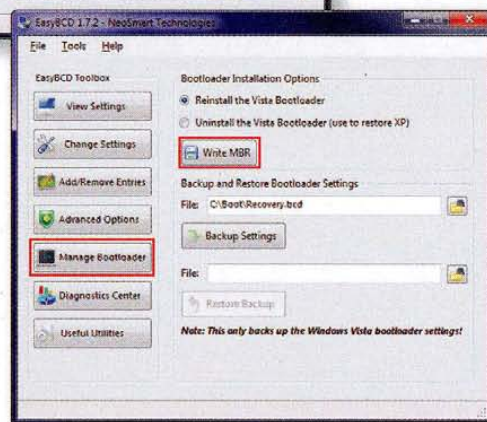 EasyBCD 1.7.2 - NeoSmart Technologies
File Tools Help
EasyBCD Toolbox
View Settings
Change Settings
Add/Remove Entries
Advanced Options
Manage Bootloader
Diagnostics Center
Useful Utilities
Bootloader Installation Options
Reinstall the Vista Bootloader
Uninstall the Vista Bootloader (use to restore XP)
Write MBR
Backup and Restore Bootloader Settings
File: C:\Boot\Recovery.bcd
Backup Settings
File:
Restore Backup
Note: This only backs up the Windows Vista bootloader settings!